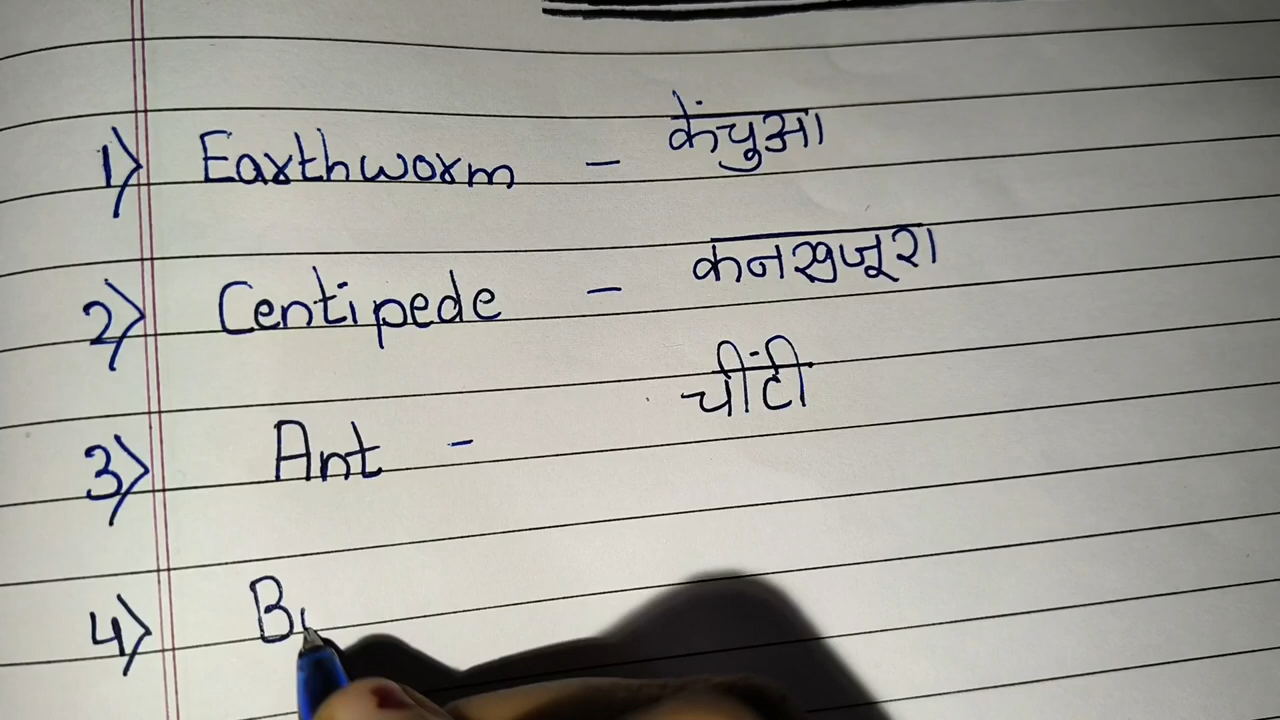 1) Earthworm - केंचुआ
2) Centipede - कनखजूरा
3) Ant - चींटी
4) B